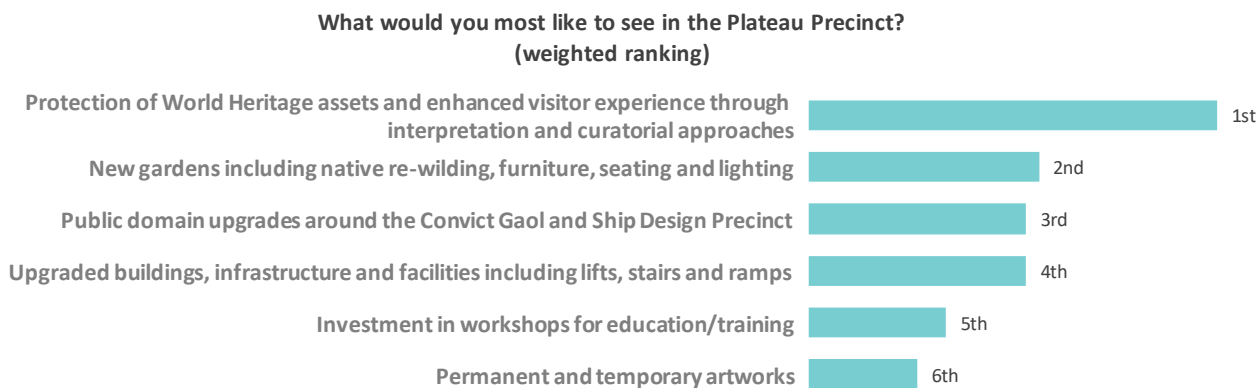 What would you most like to see in the Plateau Precinct?
(weighted ranking)
Protection of World Heritage assets and enhanced visitor experience through
interpretation and curatorial approaches
1st
New gardens including native re-wilding, furniture, seating and lighting
2nd
Public domain upgrades around the Convict Gaol and Ship Design Precinct
3rd
Upgraded buildings, infrastructure and facilities including lifts, stairs and ramps
4th
Investment in workshops for education/training
5th
Permanent and temporary artworks
6th